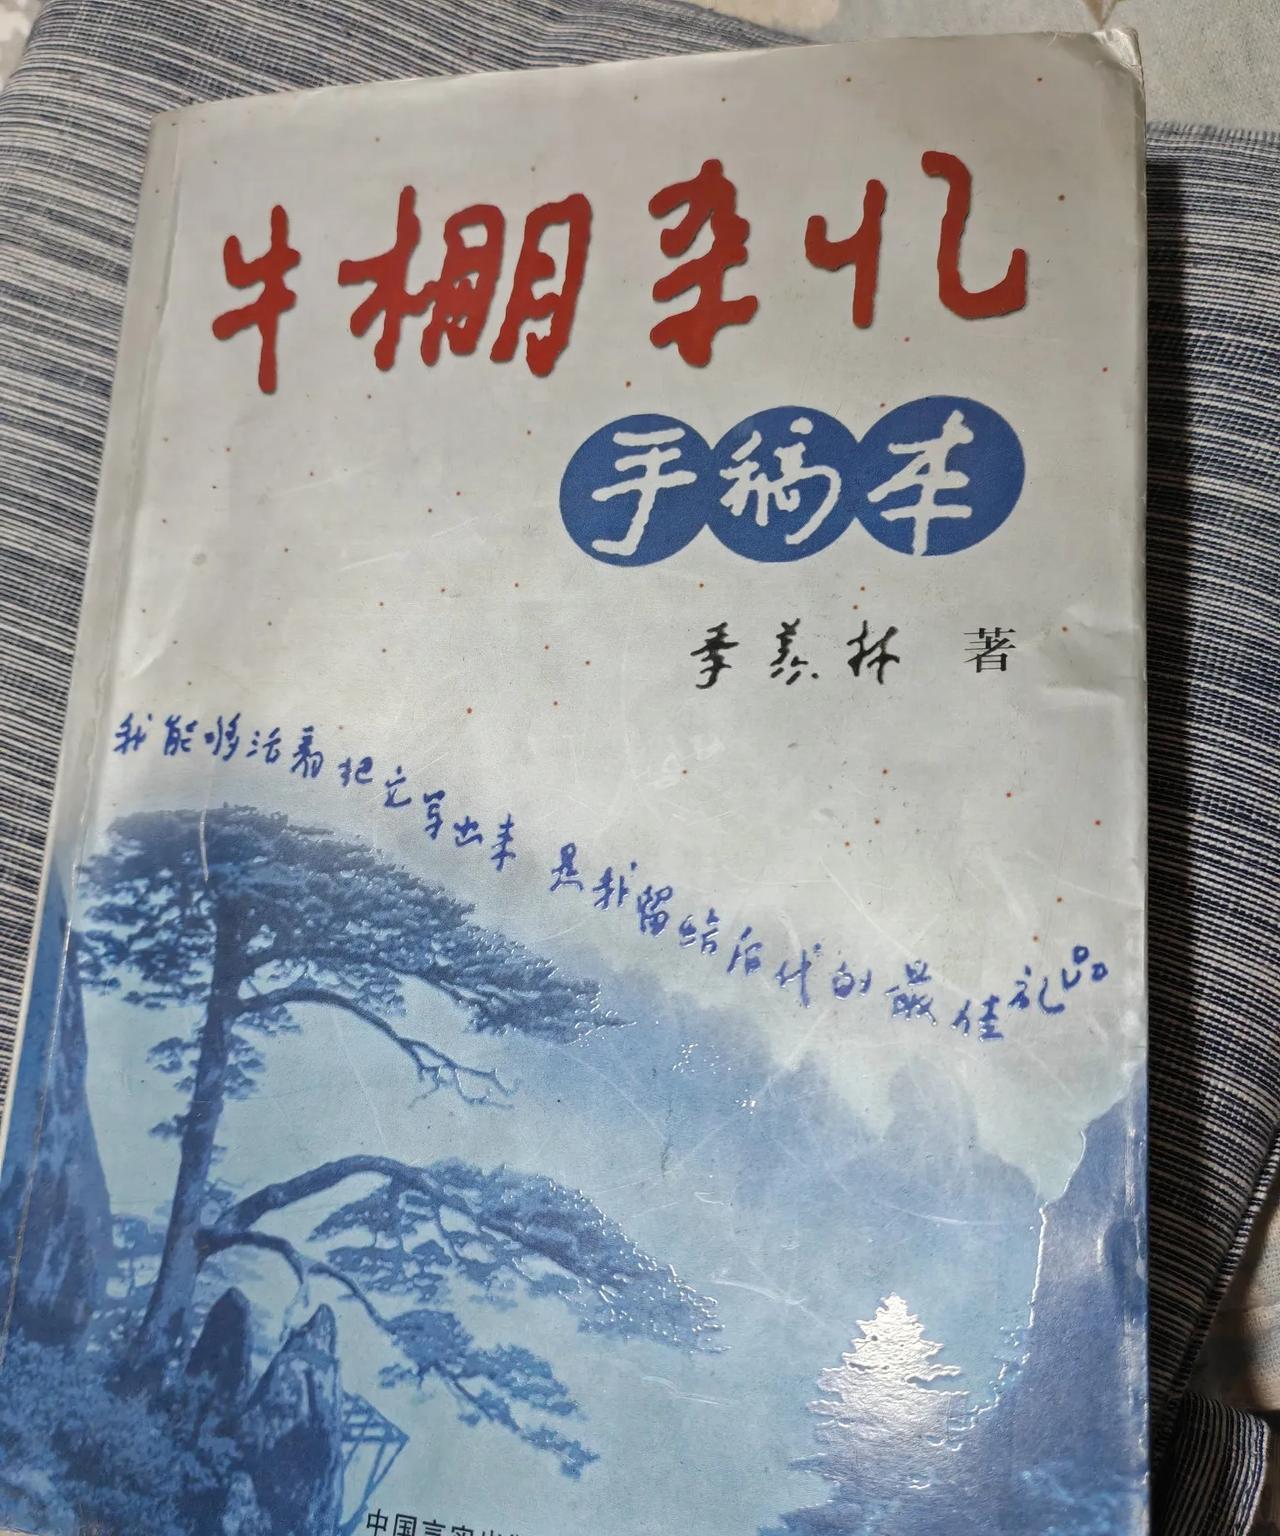 牛棚杂忆
手稿本
季羡林 著
我能够活着把它写出来 是我留给后代的最佳礼品
中国言实出